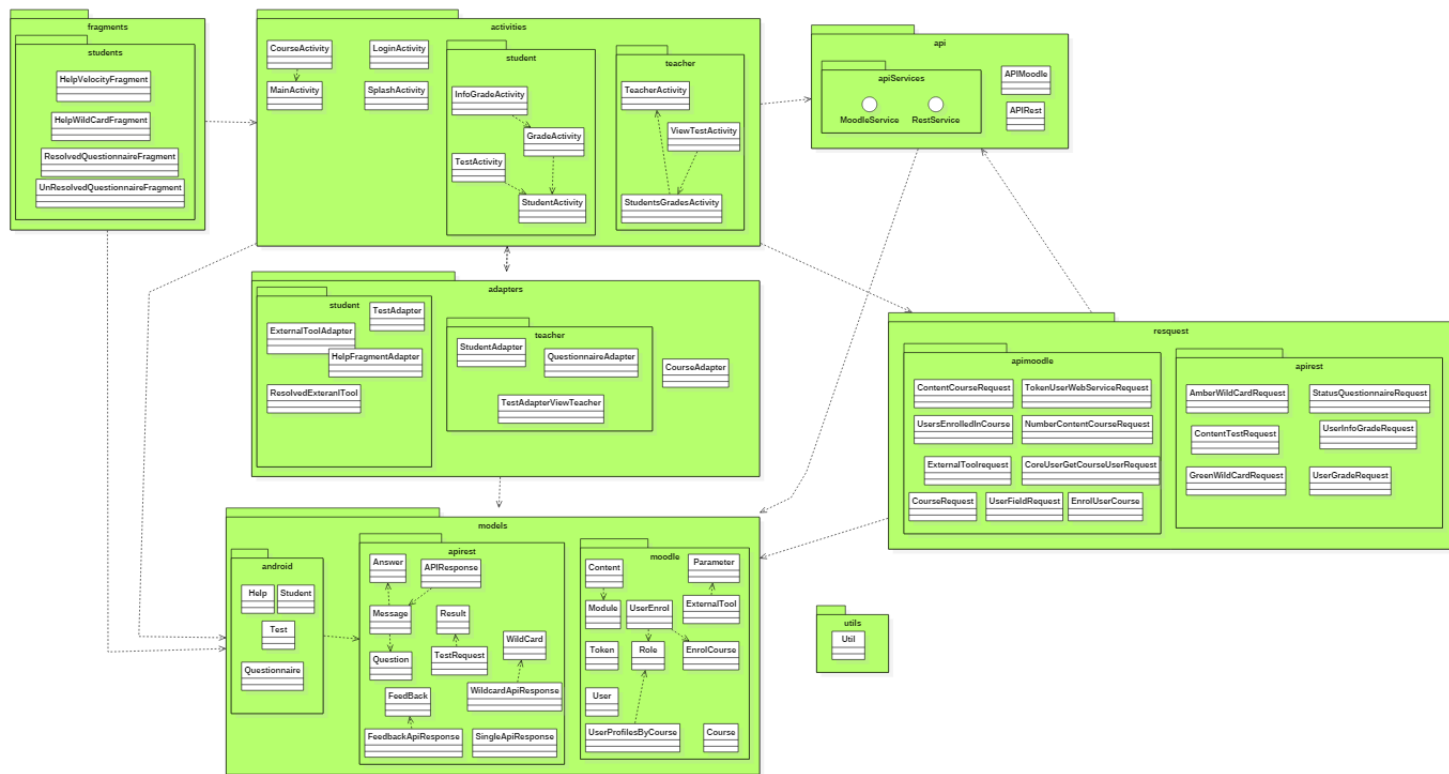 fragments
students
HelpVelocityFragment
HelpWildCardFragment
ResolvedQuestionnaireFragment
UnResolvedQuestionnaireFragment
activities
CourseActivity
LoginActivity
MainActivity
SplashActivity
student
InfoGradeActivity
GradeActivity
TestActivity
StudentActivity
teacher
TeacherActivity
ViewTestActivity
StudentsGradesActivity
api
apiServices
MoodleService
RestService
APIMoodle
APIRest
adapters
student
TestAdapter
ExternalToolAdapter
HelpFragmentAdapter
ResolvedExteranlTool
teacher
StudentAdapter
QuestionnaireAdapter
TestAdapterViewTeacher
CourseAdapter
resquest
apimoodle
ContentCourseRequest
TokenUserWebServiceRequest
UsersEnrolledInCourse
NumberContentCourseRequest
ExternalToolrequest
CoreUserGetCourseUserRequest
CourseRequest
UserFieldRequest
EnrolUserCourse
apirest
AmberWildCardRequest
StatusQuestionnaireRequest
ContentTestRequest
UserInfoGradeRequest
GreenWildCardRequest
UserGradeRequest
models
android
Help
Student
Test
Questionnaire
apirest
Answer
APIResponse
Message
Result
Question
TestRequest
WildCard
FeedBack
WildcardApiResponse
FeedbackApiResponse
SingleApiResponse
moodle
Content
Parameter
Module
UserEnrol
ExternalTool
Token
Role
EnrolCourse
User
UserProfilesByCourse
Course
utils
Util